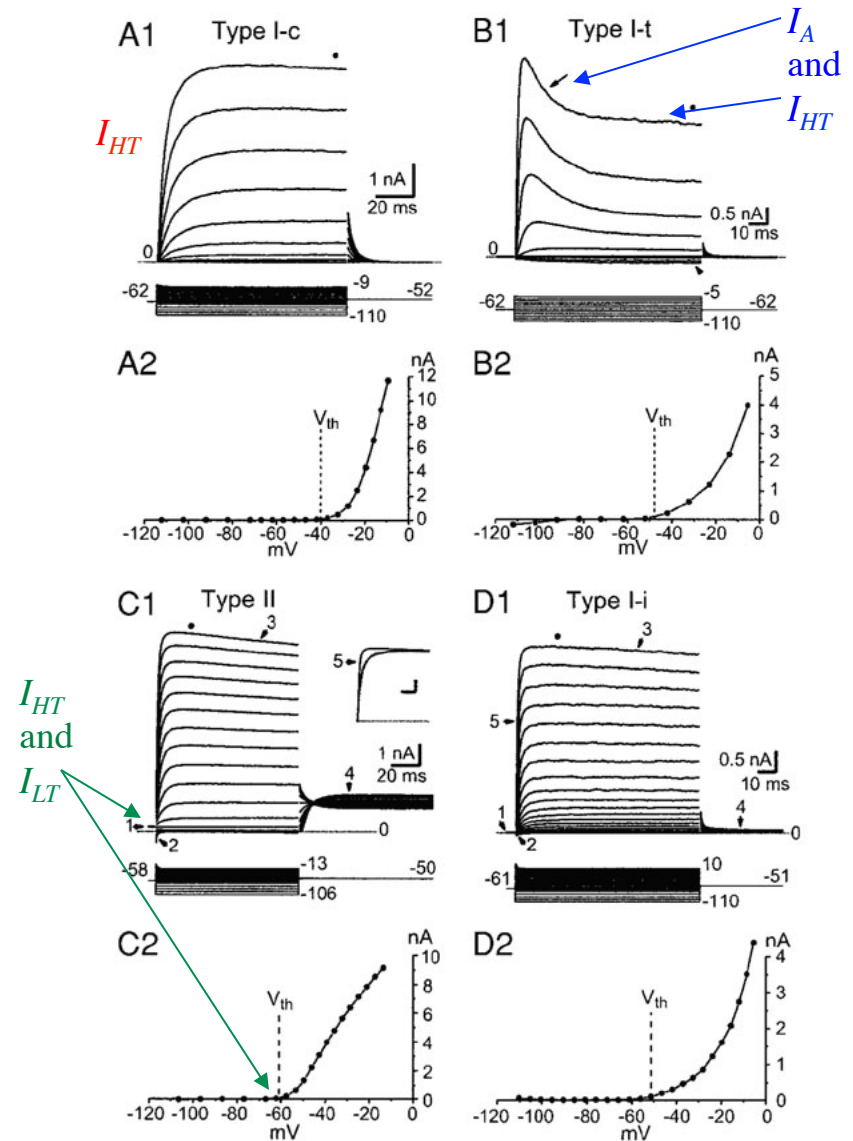 A1 Type I-c
I_HT
0
1 nA
20 ms
-62
-9
-52
-110
B1 Type I-t
I_A
and
I_HT
0
0.5 nA
10 ms
-62
-5
-62
-110
A2
nA
12
10
8
6
4
2
0
V_th
-120 -100 -80 -60 -40 -20 0
mV
B2
nA
5
4
3
2
1
0
V_th
-120 -100 -80 -60 -40 -20 0
mV
C1 Type II
3
5
I_HT
and
I_LT
1 nA
20 ms
4
1
0
2
-58
-13
-50
-106
D1 Type I-i
3
5
0.5 nA
10 ms
1
4
0
2
-61
10
-51
-110
C2
nA
10
8
6
4
2
0
V_th
-120 -100 -80 -60 -40 -20 0
mV
D2
nA
4
3
2
1
0
V_th
-120 -100 -80 -60 -40 -20 0
mV